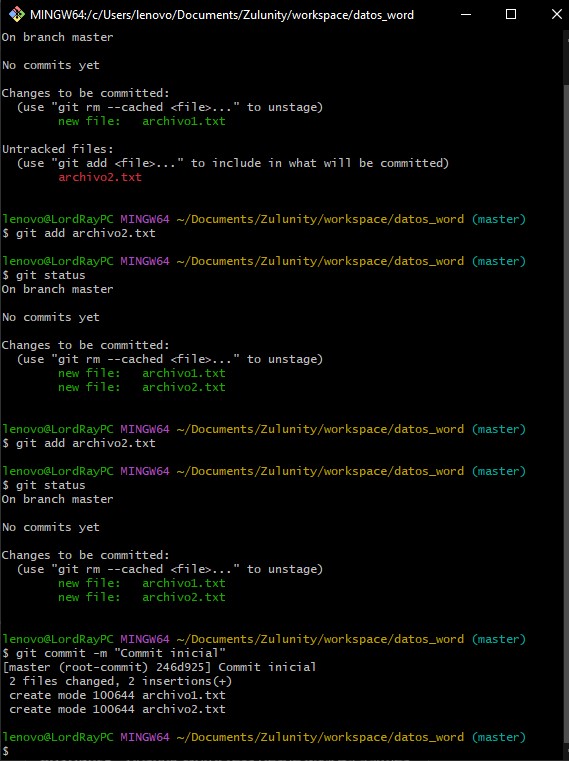 MINGW64:/c/Users/lenovo/Documents/Zulunity/workspace/datos_word
On branch master
No commits yet
Changes to be committed:
  (use "git rm --cached <file>..." to unstage)
        new file:   archivo1.txt
Untracked files:
  (use "git add <file>..." to include in what will be committed)
        archivo2.txt
lenovo@LordRayPC MINGW64 ~/Documents/Zulunity/workspace/datos_word (master)
$ git add archivo2.txt
lenovo@LordRayPC MINGW64 ~/Documents/Zulunity/workspace/datos_word (master)
$ git status
On branch master
No commits yet
Changes to be committed:
  (use "git rm --cached <file>..." to unstage)
        new file:   archivo1.txt
        new file:   archivo2.txt
lenovo@LordRayPC MINGW64 ~/Documents/Zulunity/workspace/datos_word (master)
$ git add archivo2.txt
lenovo@LordRayPC MINGW64 ~/Documents/Zulunity/workspace/datos_word (master)
$ git status
On branch master
No commits yet
Changes to be committed:
  (use "git rm --cached <file>..." to unstage)
        new file:   archivo1.txt
        new file:   archivo2.txt
lenovo@LordRayPC MINGW64 ~/Documents/Zulunity/workspace/datos_word (master)
$ git commit -m "Commit inicial"
[master (root-commit) 246d925] Commit inicial
 2 files changed, 2 insertions(+)
 create mode 100644 archivo1.txt
 create mode 100644 archivo2.txt
lenovo@LordRayPC MINGW64 ~/Documents/Zulunity/workspace/datos_word (master)
$